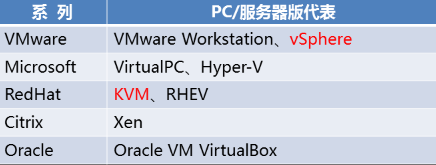 系 列 PC/服务器版代表
VMware VMware Workstation、vSphere
Microsoft VirtualPC、Hyper-V
RedHat KVM、RHEV
Citrix Xen
Oracle Oracle VM VirtualBox